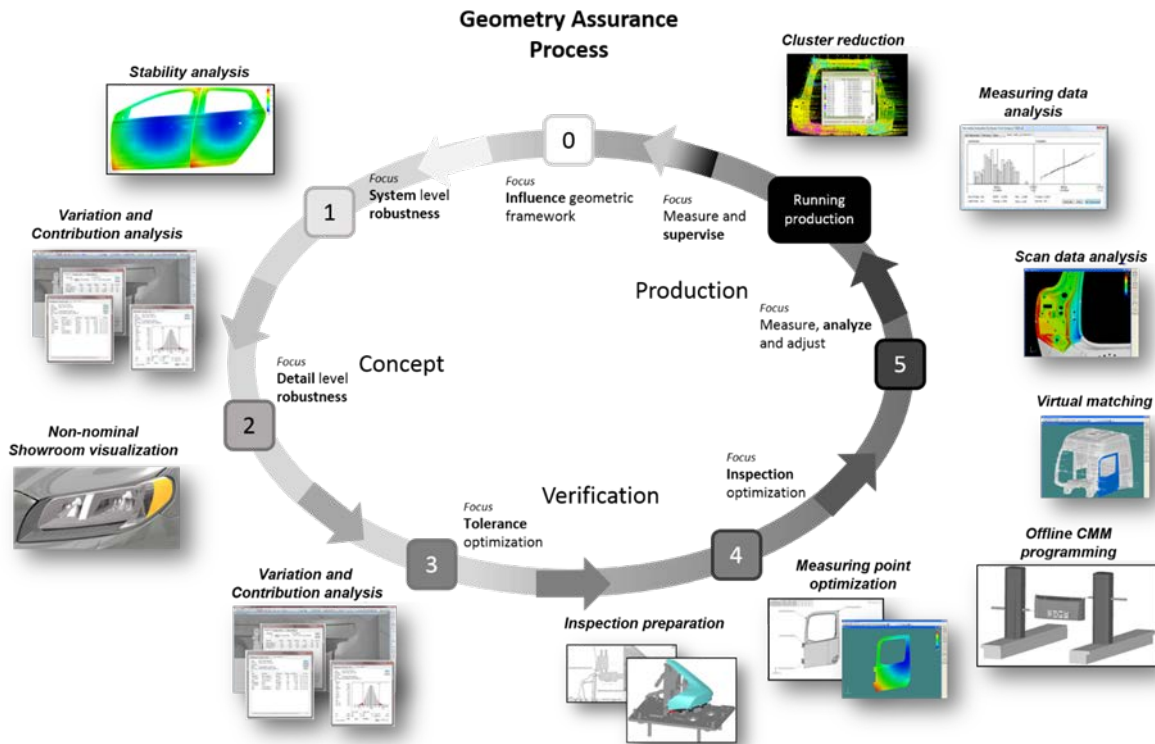 Geometry Assurance
Process
Cluster reduction
Stability analysis
Measuring data
analysis
0
Focus
System level
robustness
Focus
Influence geometric
framework
Focus
Measure and
supervise
Running
production
1
Variation and
Contribution analysis
Scan data analysis
Production
Focus
Measure, analyze
and adjust
Concept
Focus
Detail level
robustness
5
2
Virtual matching
Non-nominal
Showroom visualization
Focus
Inspection
optimization
Verification
Focus
Tolerance
optimization
3
4
Offline CMM
programming
Measuring point
optimization
Variation and
Contribution analysis
Inspection preparation